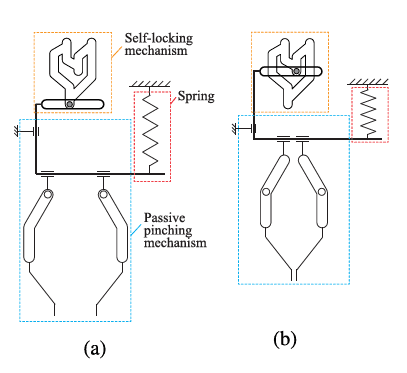 Self-locking
mechanism
Spring
Passive
pinching
mechanism
(a)
(b)